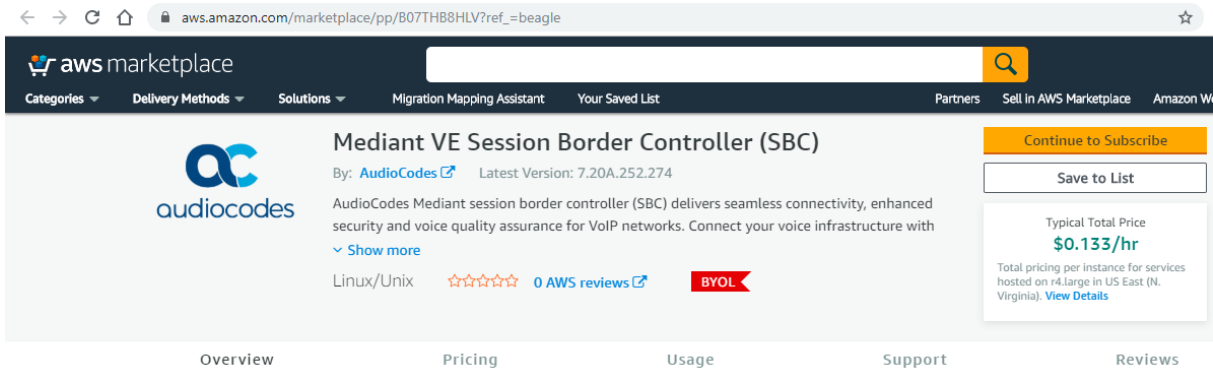 aws.amazon.com/marketplace/pp/B07THB8HLV?ref_=beagle
aws marketplace
Categories Delivery Methods Solutions Migration Mapping Assistant Your Saved List Partners Sell in AWS Marketplace Amazon W
audiocodes
Mediant VE Session Border Controller (SBC)
By: AudioCodes Latest Version: 7.20A.252.274
AudioCodes Mediant session border controller (SBC) delivers seamless connectivity, enhanced
security and voice quality assurance for VoIP networks. Connect your voice infrastructure with
Show more
Linux/Unix 0 AWS reviews BYOL
Continue to Subscribe
Save to List
Typical Total Price
$0.133/hr
Total pricing per instance for services
hosted on r4.large in US East (N.
Virginia). View Details
Overview Pricing Usage Support Reviews